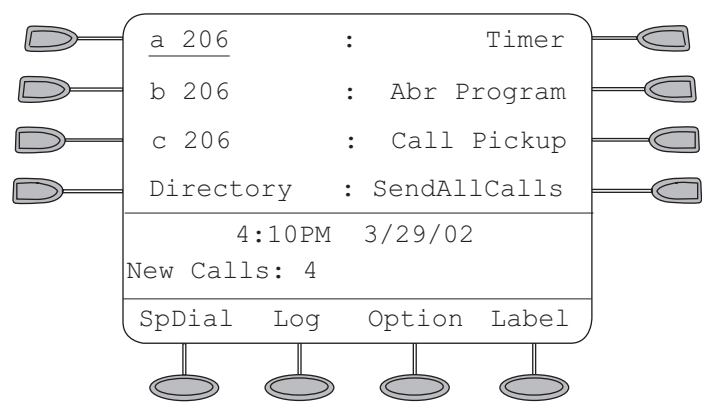 a 206 : Timer
b 206 : Abr Program
c 206 : Call Pickup
Directory : SendAllCalls
4:10PM 3/29/02
New Calls: 4
SpDial Log Option Label